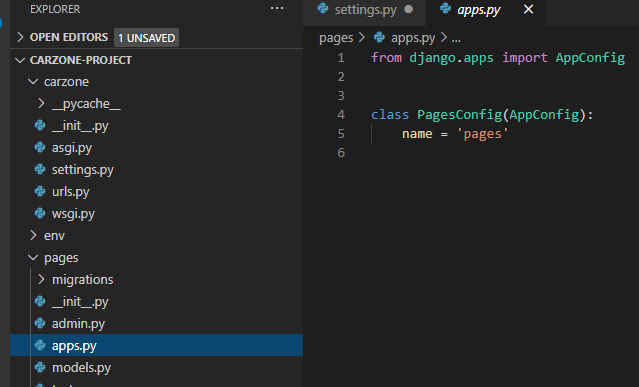 EXPLORER
OPEN EDITORS 1 UNSAVED
CARZONE-PROJECT
carzone
__pycache__
__init__.py
asgi.py
settings.py
urls.py
wsgi.py
env
pages
migrations
__init__.py
admin.py
apps.py
models.py
settings.py
apps.py
pages > apps.py > ...
1 from django.apps import AppConfig
2
3
4 class PagesConfig(AppConfig):
5     name = 'pages'
6